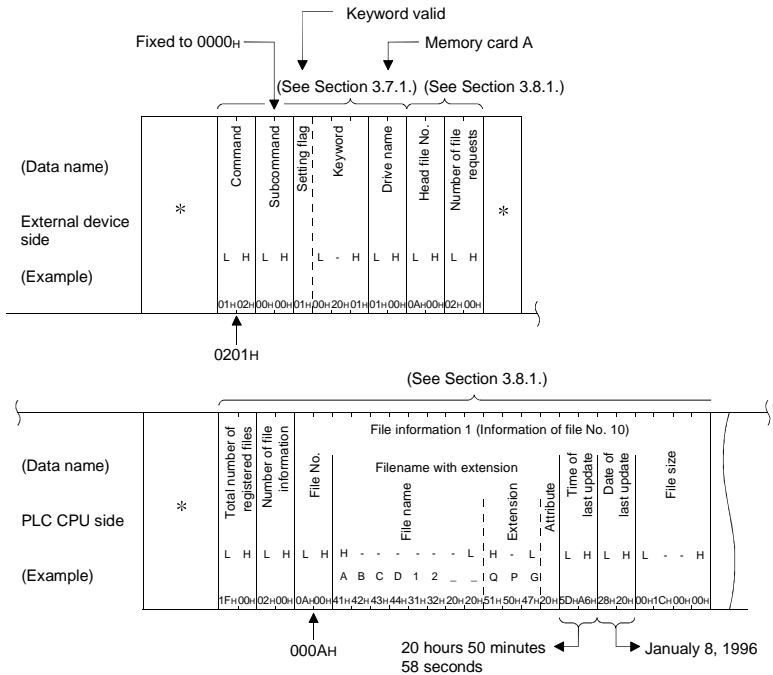 Keyword valid
Fixed to 0000H
Memory card A
(See Section 3.7.1.) (See Section 3.8.1.)
(Data name)
External device
side
(Example)
*
Command
Subcommand
Setting flag
Keyword
Drive name
Head file No.
Number of file
requests
*
L H L H L - H L H L H L H
01H 02H 00H 00H 01H 00H 20H 01H 01H 00H 0AH 00H 02H 00H
0201H
(See Section 3.8.1.)
(Data name)
PLC CPU side
(Example)
*
Total number of
registered files
Number of file
information
File No.
File information 1 (Information of file No. 10)
Filename with extension
File name
Extension
Attribute
Time of
last update
Date of
last update
File size
L H L H L H H - - - - - - L H - L L H L H L - - H
A B C D 1 2 _ _ Q P G
1FH 00H 02H 00H 0AH 00H 41H 42H 43H 44H 31H 32H 20H 20H 51H 50H 47H 20H 5DH A6H 28H 20H 00H 1CH 00H 00H
000AH
20 hours 50 minutes
58 seconds
Janualy 8, 1996